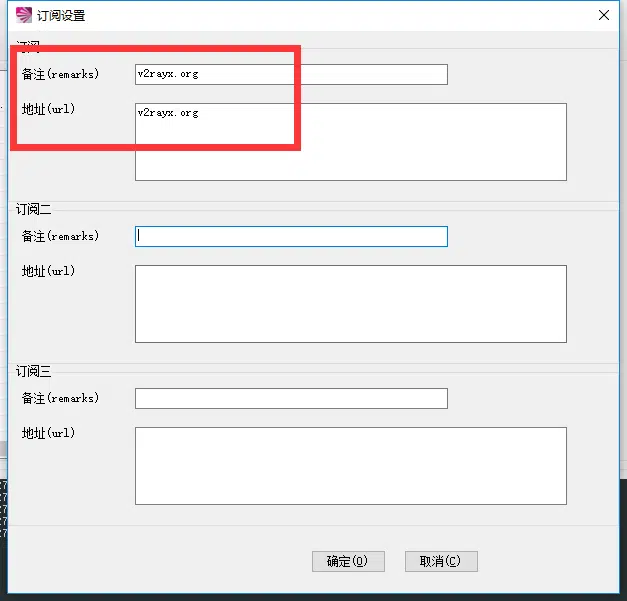 订阅设置
订阅
备注(remarks)
v2rayx.org
地址(url)
v2rayx.org
订阅二
备注(remarks)
地址(url)
订阅三
备注(remarks)
地址(url)
确定(O)
取消(C)